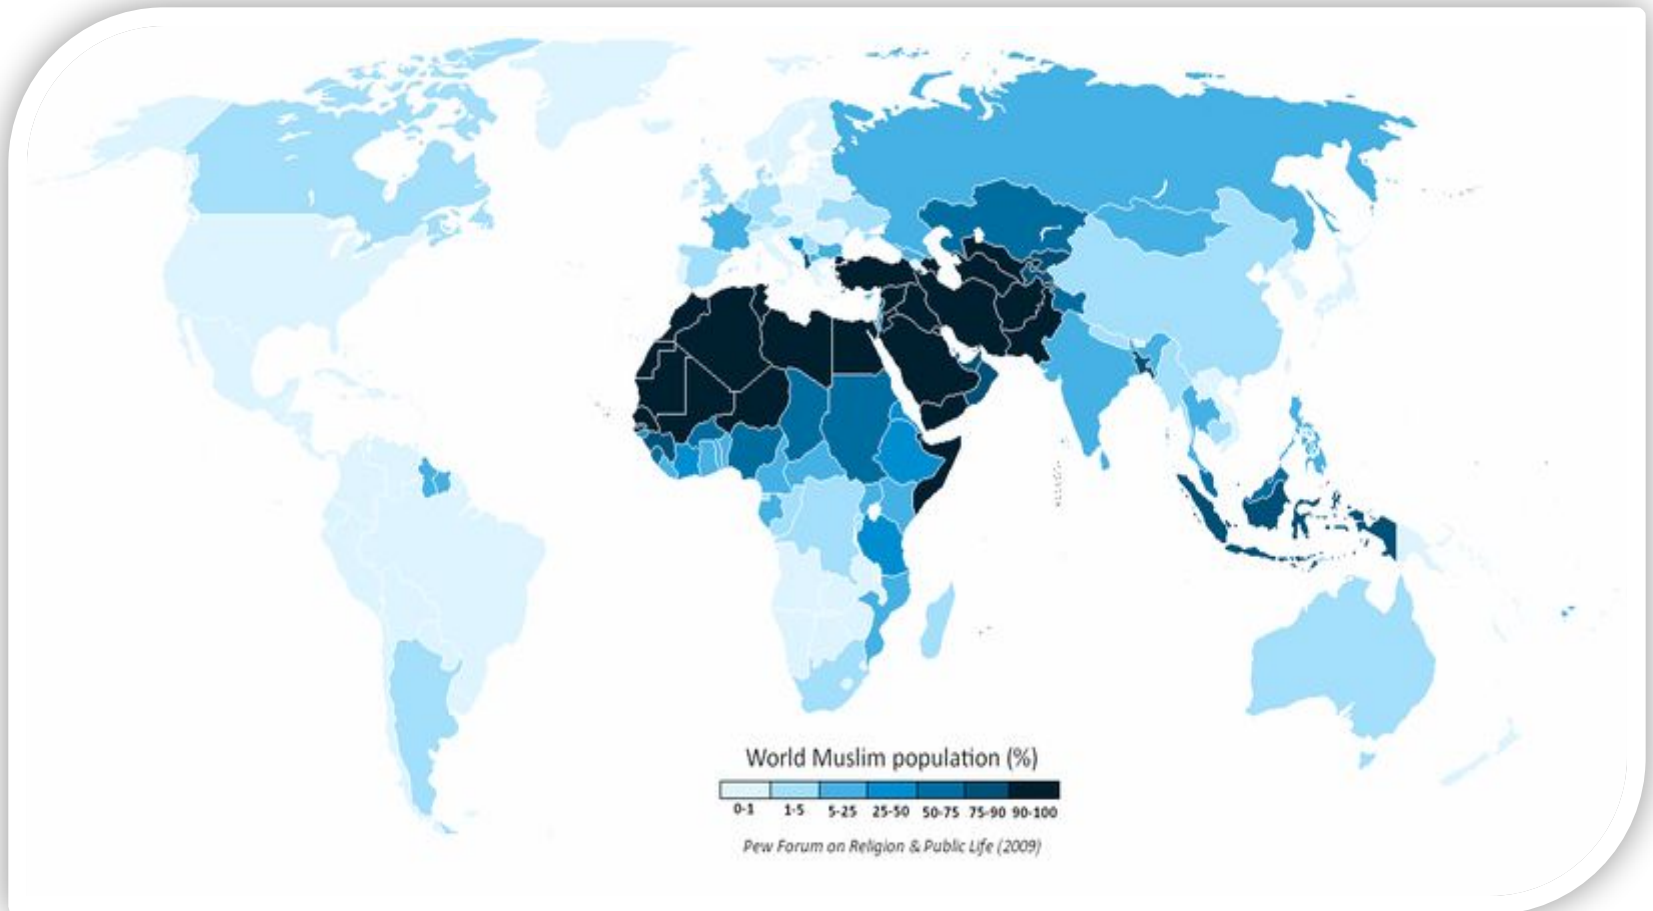 World Muslim population (%)
0-1 1-5 5-25 25-50 50-75 75-90 90-100
Pew Forum on Religion & Public Life (2009)